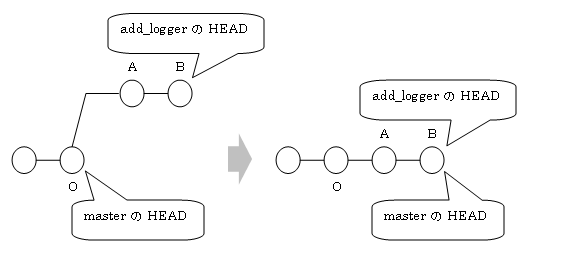 add_logger の HEAD
A
B
O
master の HEAD
add_logger の HEAD
A
B
O
master の HEAD